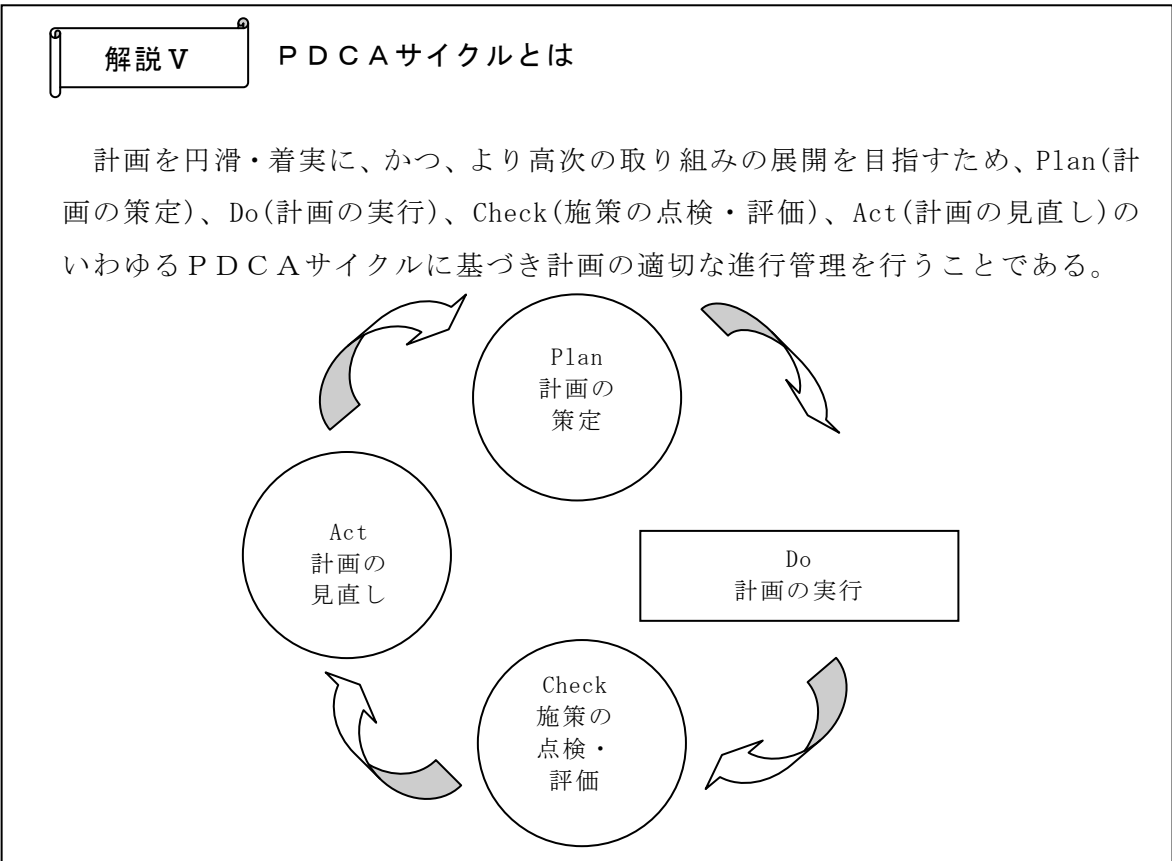 解説Ⅴ
ＰＤＣＡサイクルとは
計画を円滑・着実に、かつ、より高次の取り組みの展開を目指すため、Plan(計
画の策定)、Do(計画の実行)、Check(施策の点検・評価)、Act(計画の見直し)の
いわゆるＰＤＣＡサイクルに基づき計画の適切な進行管理を行うことである。
Plan
計画の
策定
Act
計画の
見直し
Do
計画の実行
Check
施策の
点検・
評価